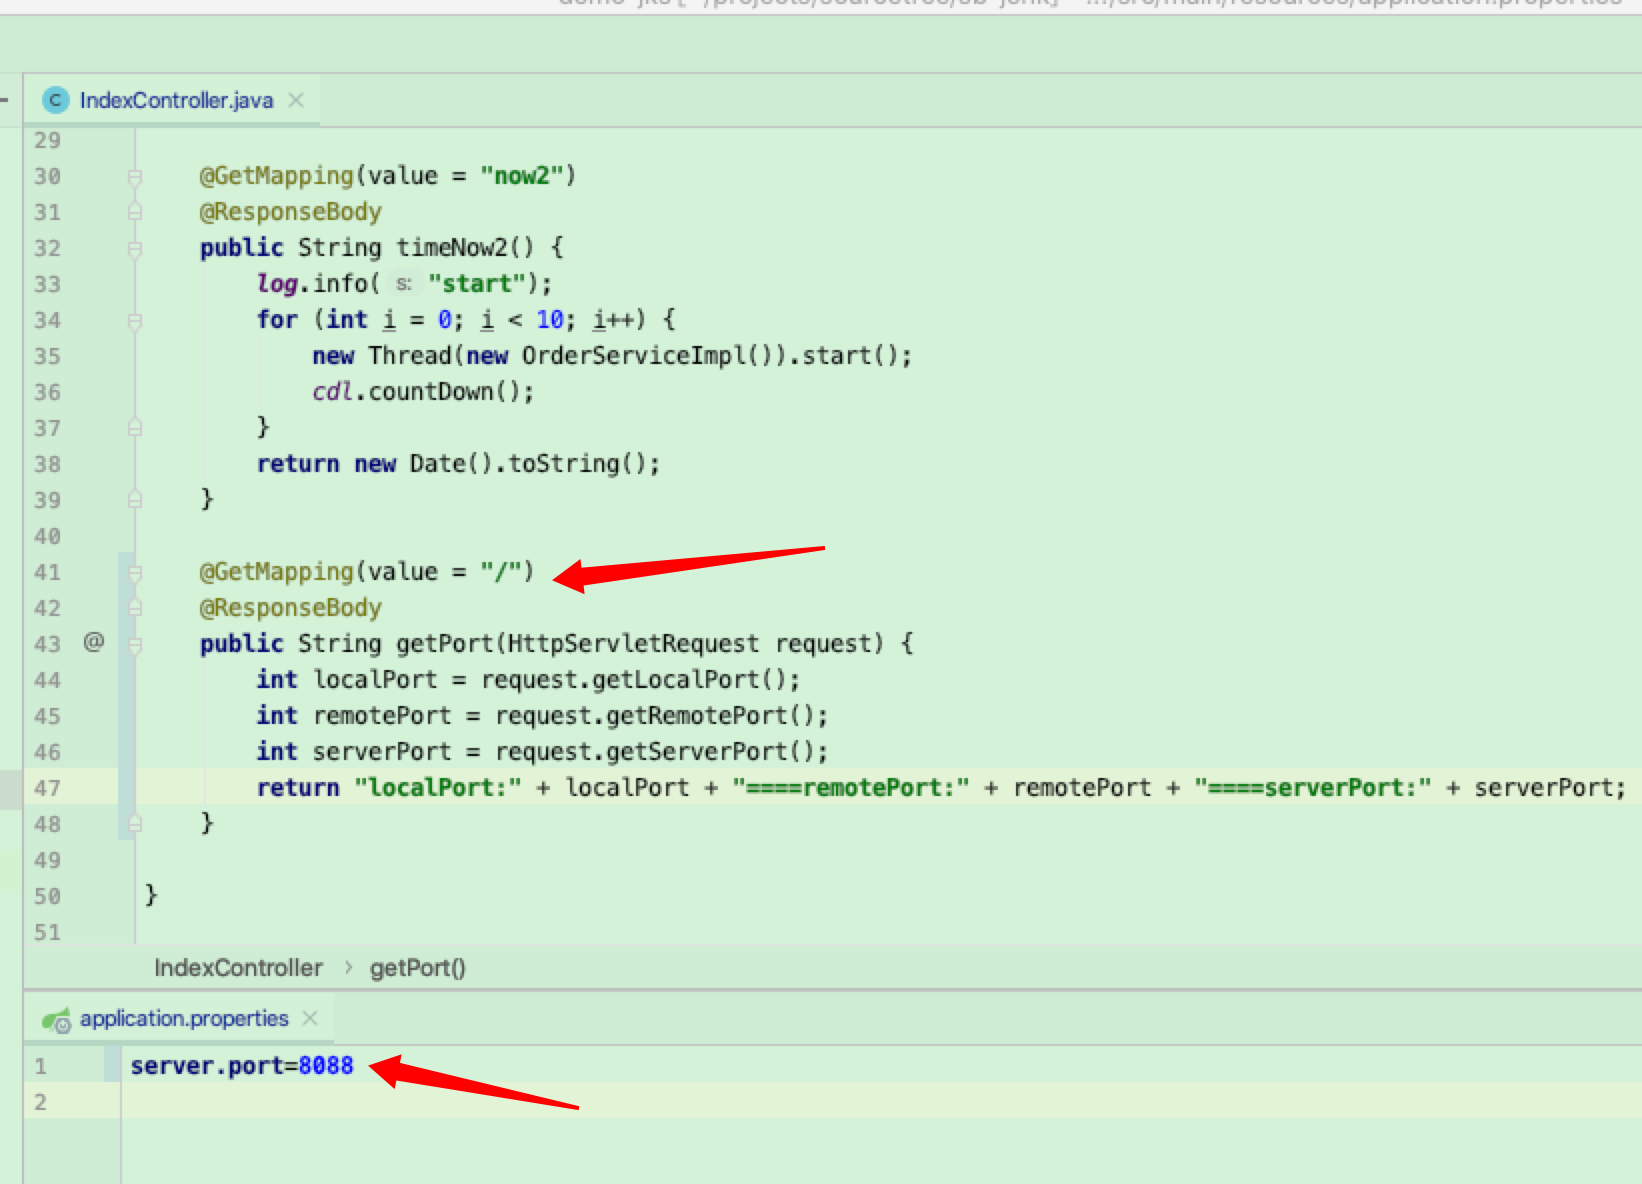 IndexController.java
29
30 @GetMapping(value = "now2")
31 @ResponseBody
32 public String timeNow2() {
33 log.info( s: "start");
34 for (int i = 0; i < 10; i++) {
35 new Thread(new OrderServiceImpl()).start();
36 cdl.countDown();
37 }
38 return new Date().toString();
39 }
40
41 @GetMapping(value = "/")
42 @ResponseBody
43 @ public String getPort(HttpServletRequest request) {
44 int localPort = request.getLocalPort();
45 int remotePort = request.getRemotePort();
46 int serverPort = request.getServerPort();
47 return "localPort:" + localPort + "====remotePort:" + remotePort + "====serverPort:" + serverPort;
48 }
49
50 }
51
IndexController › getPort()
application.properties
1 server.port=8088
2